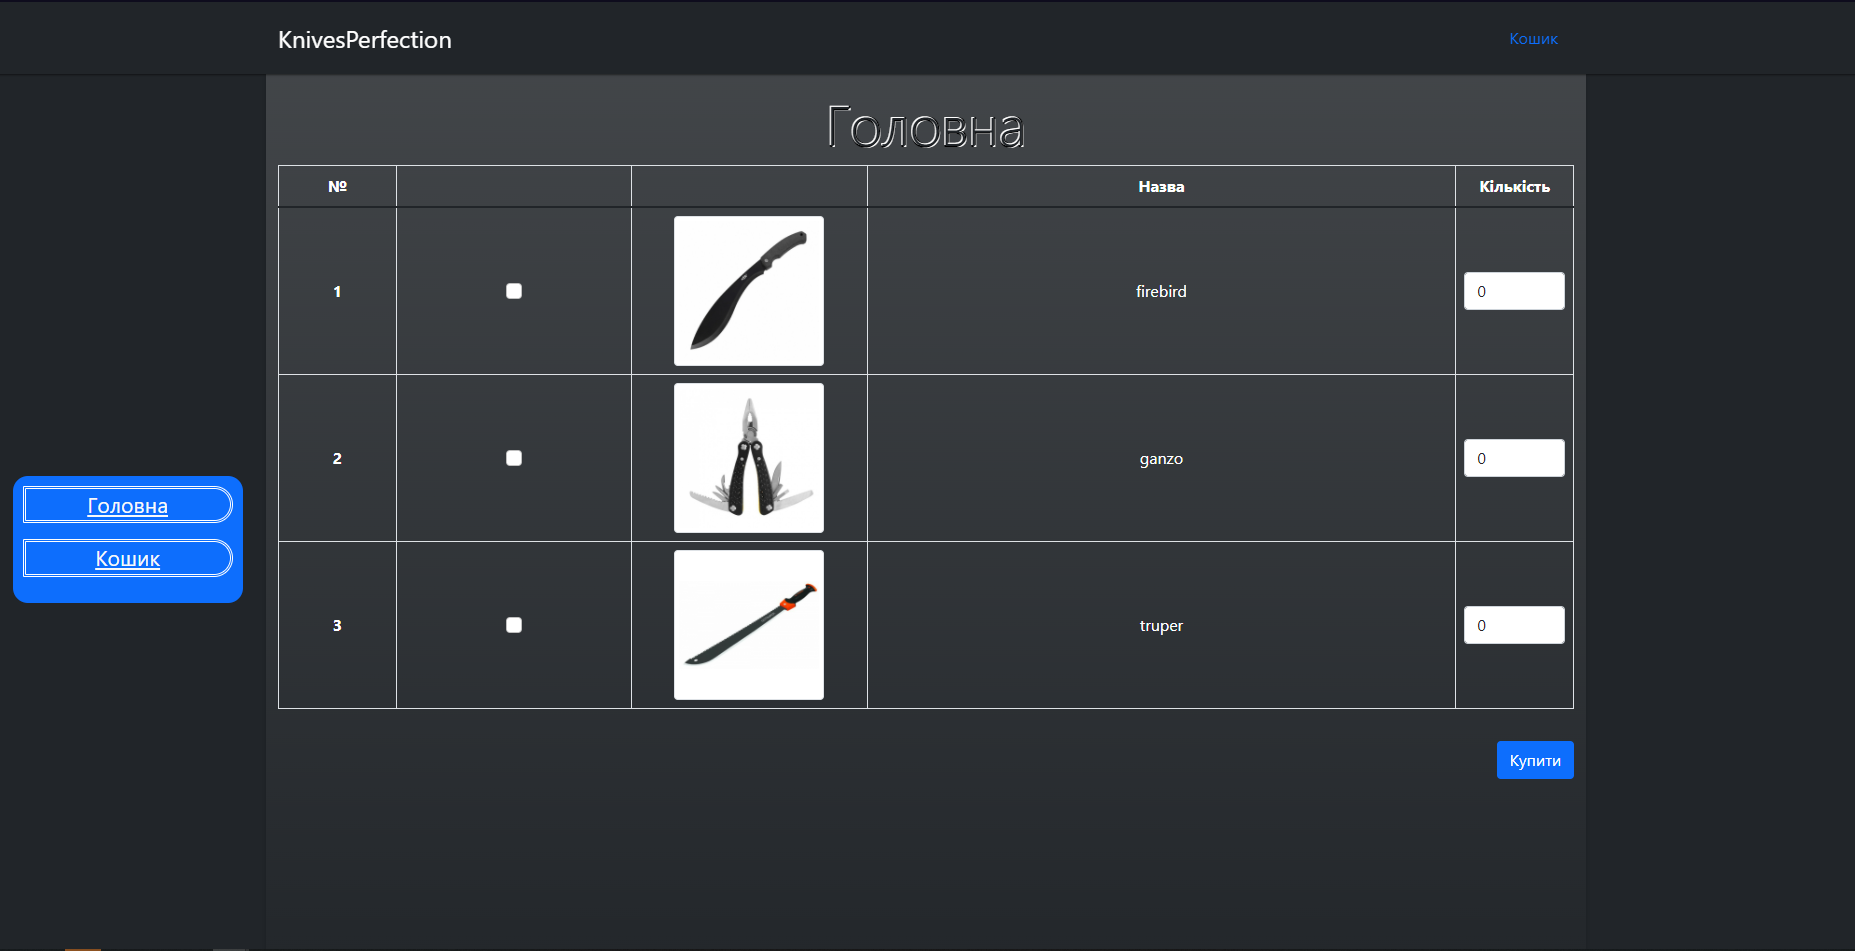 KnivesPerfection
Кошик
Головна
№ Назва Кількість
1 firebird 0
2 ganzo 0
3 truper 0
Головна
Кошик
Купити